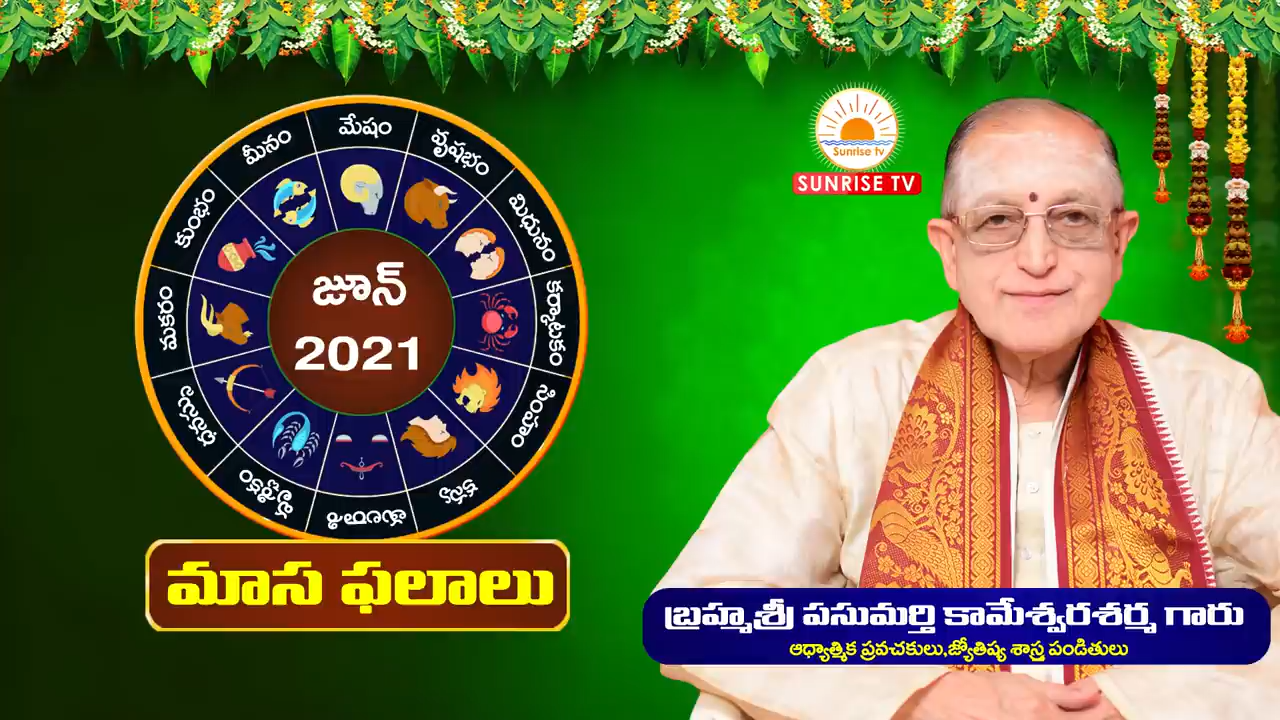 మేషం
వృషభం
మిధునం
కర్కాటకం
సింహం
కన్య
తులారాశి
వృశ్చికం
ధనుస్సు
మకరం
కుంభం
మీనం
జూన్
2021
మాస ఫలాలు
Sunrise tv
SUNRISE TV
బ్రహ్మశ్రీ పసుమర్తి కామేశ్వరశర్మ గారు
ఆధ్యాత్మిక ప్రవచకులు,జ్యోతిష్య శాస్త్ర పండితులు